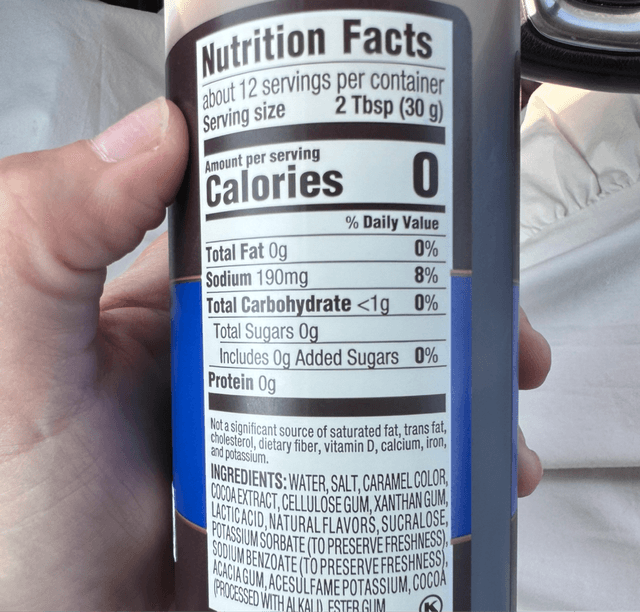 Nutrition Facts
about 12 servings per container
Serving size 2 Tbsp (30 g)
Amount per serving
Calories 0
% Daily Value
Total Fat 0g 0%
Sodium 190mg 8%
Total Carbohydrate <1g 0%
Total Sugars 0g
Includes 0g Added Sugars 0%
Protein 0g
Not a significant source of saturated fat, trans fat,
cholesterol, dietary fiber, vitamin D, calcium, iron,
and potassium.
INGREDIENTS: WATER, SALT, CARAMEL COLOR,
COCOA EXTRACT, CELLULOSE GUM, XANTHAN GUM,
LACTIC ACID, NATURAL FLAVORS, SUCRALOSE,
POTASSIUM SORBATE (TO PRESERVE FRESHNESS),
SODIUM BENZOATE (TO PRESERVE FRESHNESS),
ACACIA GUM, ACESULFAME POTASSIUM, COCOA
(PROCESSED WITH ALKALI), ESTER GUM
K